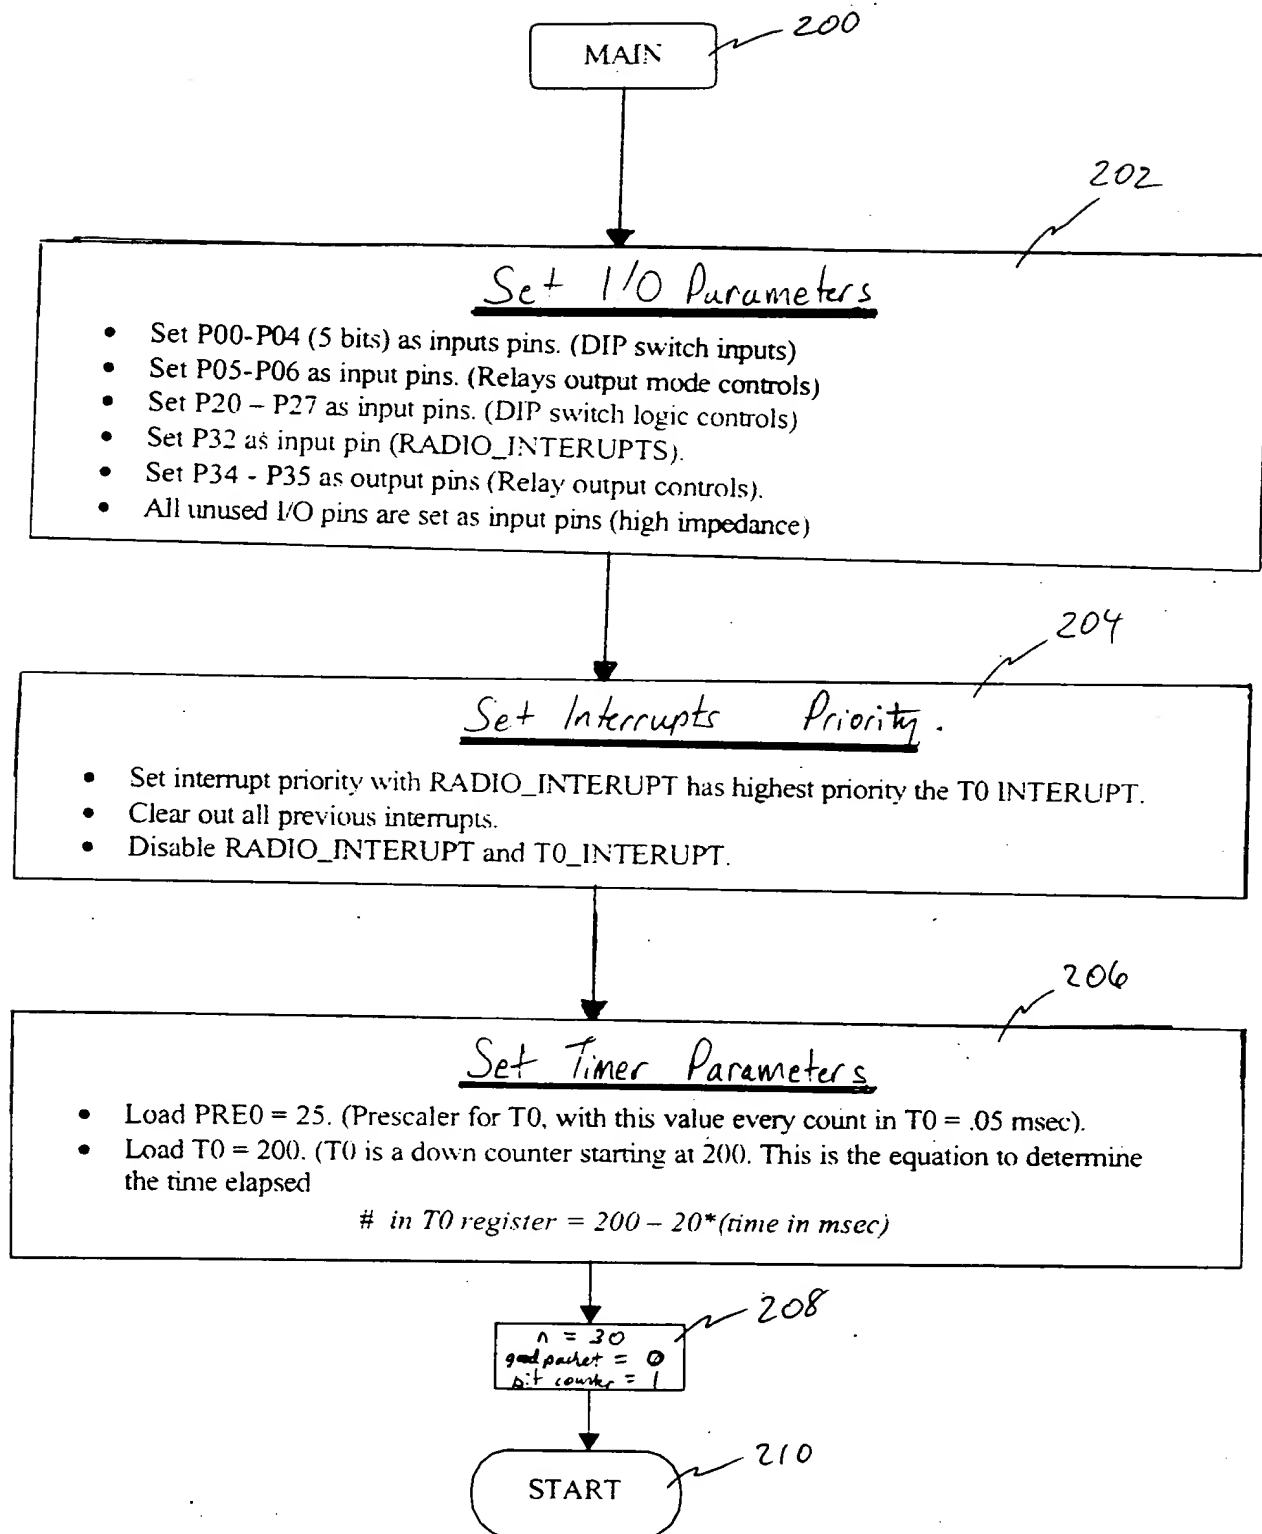 200
MAIN
202
Set I/O Parameters
• Set P00-P04 (5 bits) as inputs pins. (DIP switch inputs)
• Set P05-P06 as input pins. (Relays output mode controls)
• Set P20 – P27 as input pins. (DIP switch logic controls)
• Set P32 as input pin (RADIO_INTERUPTS).
• Set P34 - P35 as output pins (Relay output controls).
• All unused I/O pins are set as input pins (high impedance)
204
Set Interrupts Priority.
• Set interrupt priority with RADIO_INTERUPT has highest priority the T0 INTERUPT.
• Clear out all previous interrupts.
• Disable RADIO_INTERUPT and T0_INTERUPT.
206
Set Timer Parameters
• Load PRE0 = 25. (Prescaler for T0, with this value every count in T0 = .05 msec).
• Load T0 = 200. (T0 is a down counter starting at 200. This is the equation to determine
the time elapsed
# in T0 register = 200 – 20*(time in msec)
208
n = 30
good packet = 0
bit counter = 1
210
START